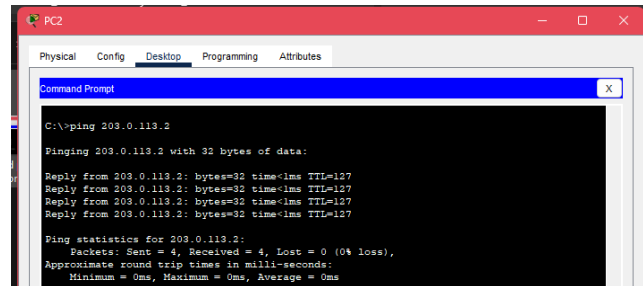 PC2
Physical Config Desktop Programming Attributes
Command Prompt
X
C:\>ping 203.0.113.2
Pinging 203.0.113.2 with 32 bytes of data:
Reply from 203.0.113.2: bytes=32 time<1ms TTL=127
Reply from 203.0.113.2: bytes=32 time<1ms TTL=127
Reply from 203.0.113.2: bytes=32 time<1ms TTL=127
Reply from 203.0.113.2: bytes=32 time<1ms TTL=127
Ping statistics for 203.0.113.2:
Packets: Sent = 4, Received = 4, Lost = 0 (0% loss),
Approximate round trip times in milli-seconds:
Minimum = 0ms, Maximum = 0ms, Average = 0ms